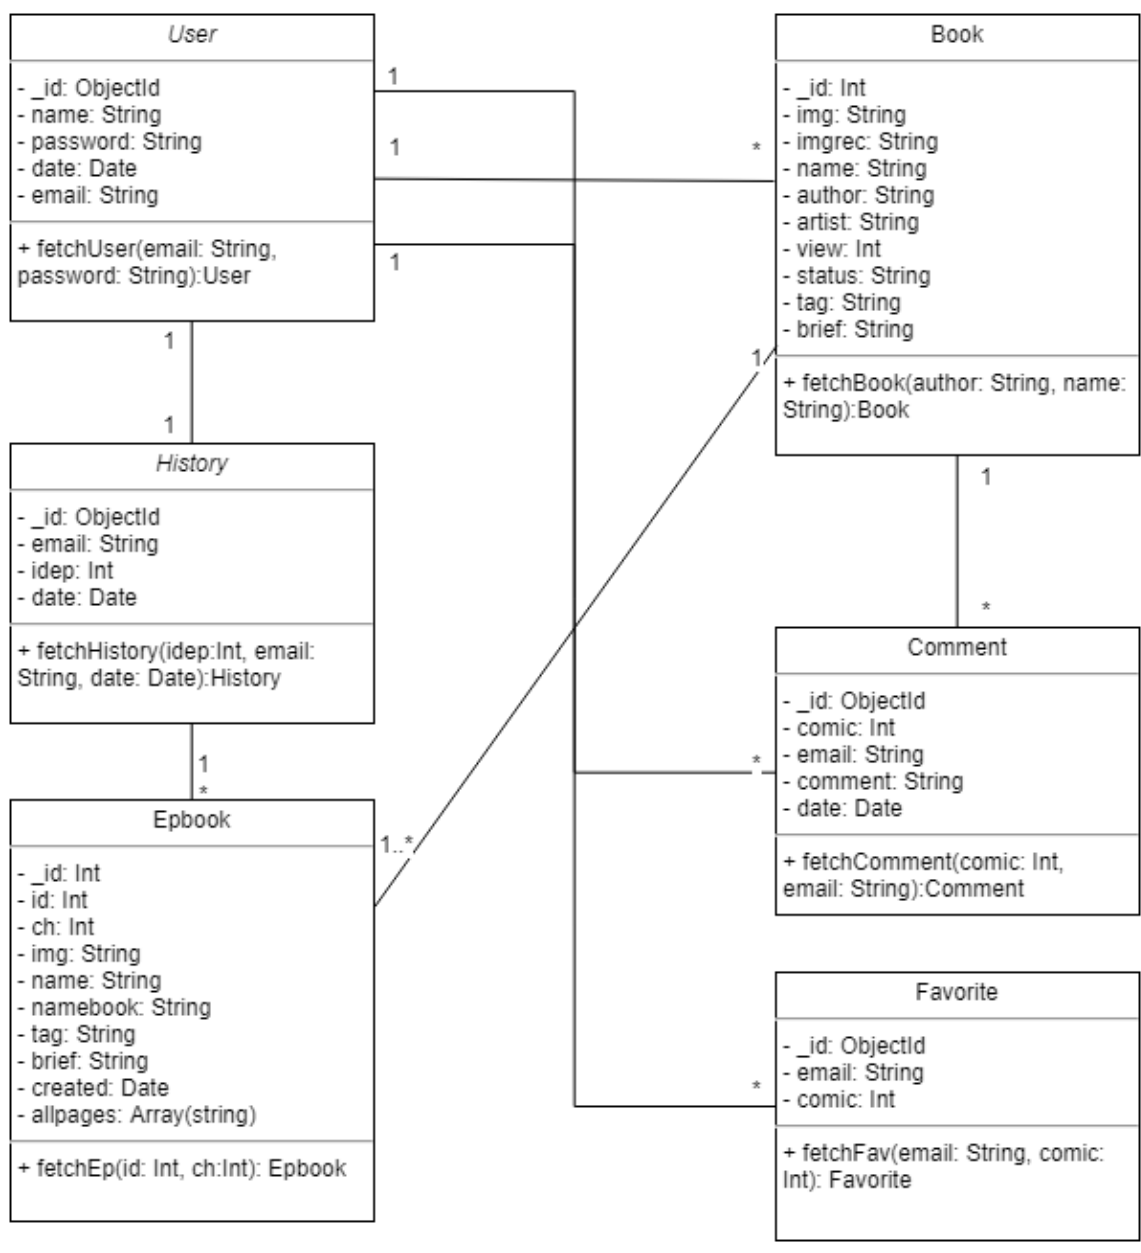 User
- _id: ObjectId
- name: String
- password: String
- date: Date
- email: String
+ fetchUser(email: String,
password: String):User
1
1
1
*
Book
- _id: Int
- img: String
- imgrec: String
- name: String
- author: String
- artist: String
- view: Int
- status: String
- tag: String
- brief: String
+ fetchBook(author: String, name:
String):Book
1
1
1
1
*
History
- _id: ObjectId
- email: String
- idep: Int
- date: Date
+ fetchHistory(idep:Int, email:
String, date: Date):History
1
*
Comment
- _id: ObjectId
- comic: Int
- email: String
- comment: String
- date: Date
+ fetchComment(comic: Int,
email: String):Comment
*
1..*
Epbook
- _id: Int
- id: Int
- ch: Int
- img: String
- name: String
- namebook: String
- tag: String
- brief: String
- created: Date
- allpages: Array(string)
+ fetchEp(id: Int, ch:Int): Epbook
*
Favorite
- _id: ObjectId
- email: String
- comic: Int
+ fetchFav(email: String, comic:
Int): Favorite